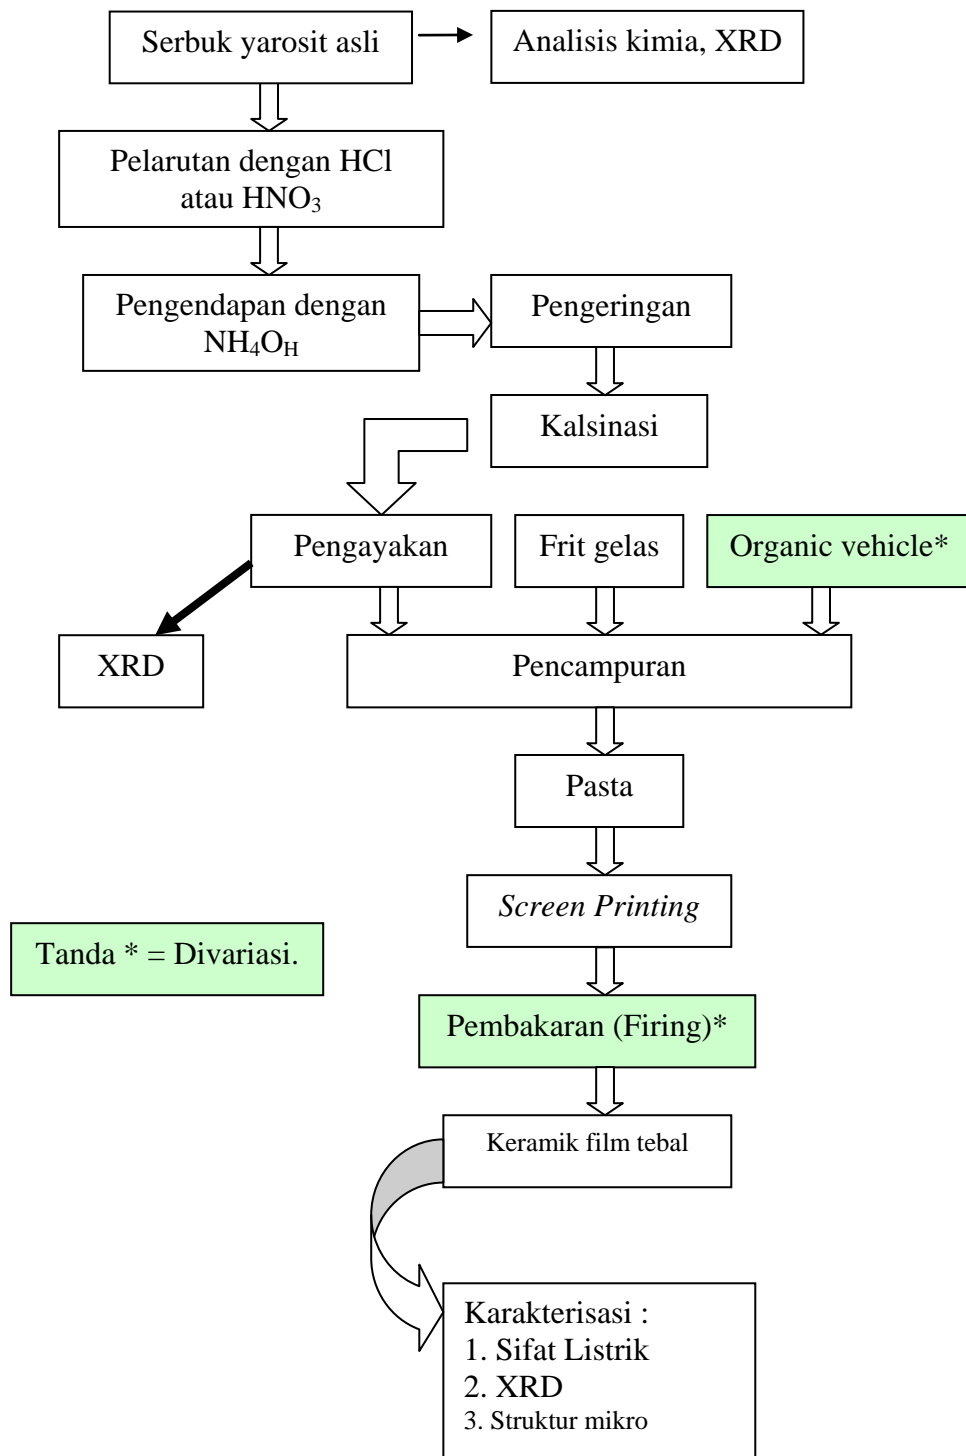 Serbuk yarosit asli
Analisis kimia, XRD
Pelarutan dengan HCl
atau HNO₃
Pengendapan dengan
NH₄O_H
Pengeringan
Kalsinasi
Pengayakan
Frit gelas
Organic vehicle*
XRD
Pencampuran
Pasta
Screen Printing
Tanda * = Divariasi.
Pembakaran (Firing)*
Keramik film tebal
Karakterisasi :
1. Sifat Listrik
2. XRD
3. Struktur mikro